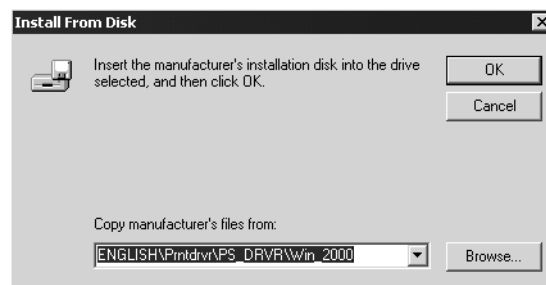 Install From Disk
Insert the manufacturer's installation disk into the drive
selected, and then click OK.
OK
Cancel
Copy manufacturer's files from:
ENGLISH\Prntdrvr\PS_DRVR\Win_2000
Browse...